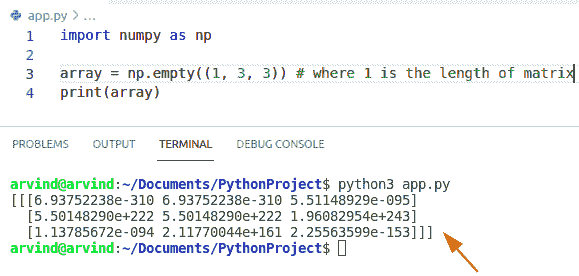 app.py > ...
1 import numpy as np
2
3 array = np.empty((1, 3, 3)) # where 1 is the length of matrix
4 print(array)
PROBLEMS OUTPUT TERMINAL DEBUG CONSOLE
arvind@arvind:~/Documents/PythonProject$ python3 app.py
[[[6.93752238e-310 6.93752238e-310 5.51148929e-095]
[5.50148290e+222 5.50148290e+222 1.96082954e+243]
[1.13785672e-094 2.11770044e+161 2.25563599e-153]]]
arvind@arvind:~/Documents/PythonProject$